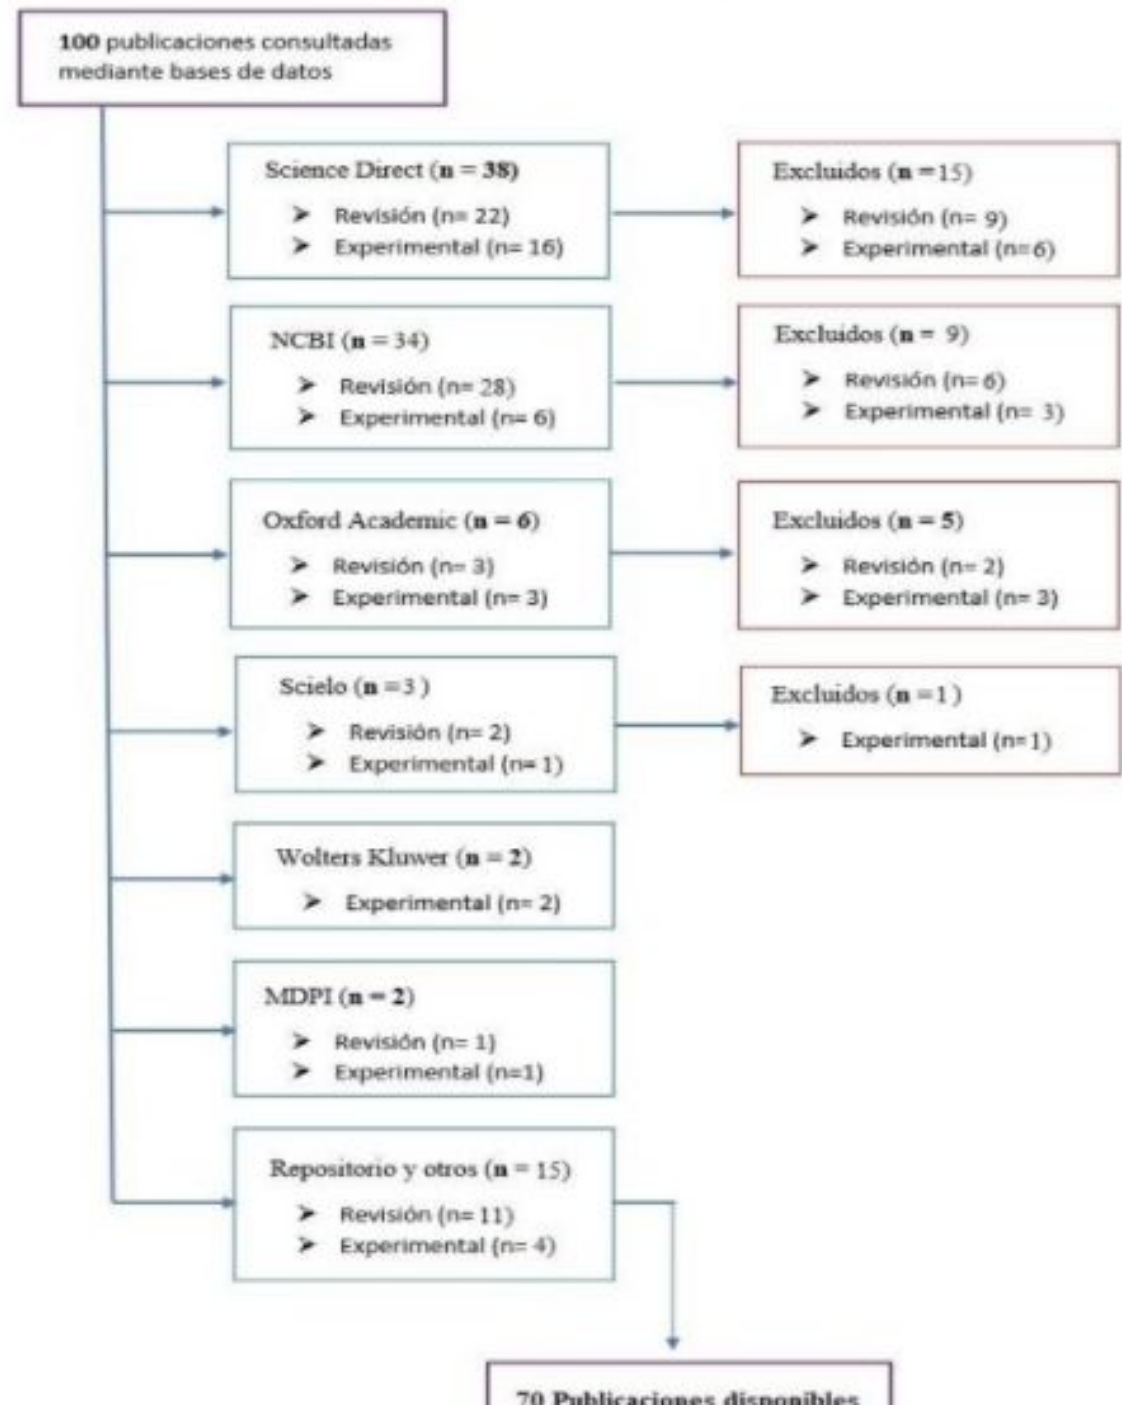 100 publicaciones consultadas
mediante bases de datos
Science Direct (n = 38)
➤ Revisión (n= 22)
➤ Experimental (n= 16)
Excluidos (n =15)
➤ Revisión (n= 9)
➤ Experimental (n=6)
NCBI (n = 34)
➤ Revisión (n= 28)
➤ Experimental (n= 6)
Excluidos (n = 9)
➤ Revisión (n= 6)
➤ Experimental (n= 3)
Oxford Academic (n = 6)
➤ Revisión (n= 3)
➤ Experimental (n= 3)
Excluidos (n = 5)
➤ Revisión (n= 2)
➤ Experimental (n= 3)
Scielo (n =3 )
➤ Revisión (n= 2)
➤ Experimental (n= 1)
Excluidos (n =1 )
➤ Experimental (n=1)
Wolters Kluwer (n = 2)
➤ Experimental (n= 2)
MDPI (n = 2)
➤ Revisión (n= 1)
➤ Experimental (n=1)
Repositorio y otros (n = 15)
➤ Revisión (n= 11)
➤ Experimental (n= 4)
70 Publicaciones disponibles